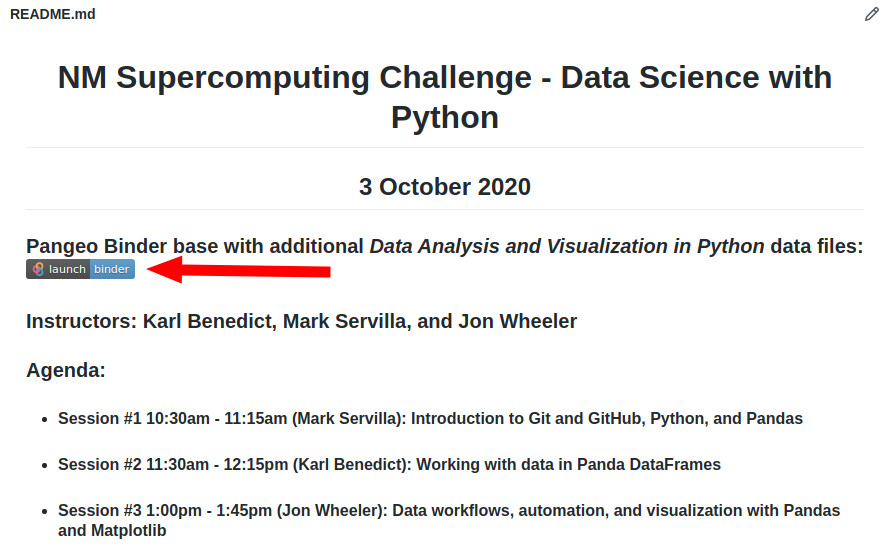 README.md
NM Supercomputing Challenge - Data Science with
Python
3 October 2020
Pangeo Binder base with additional Data Analysis and Visualization in Python data files:
launch binder
Instructors: Karl Benedict, Mark Servilla, and Jon Wheeler
Agenda:
• Session #1 10:30am - 11:15am (Mark Servilla): Introduction to Git and GitHub, Python, and Pandas
• Session #2 11:30am - 12:15pm (Karl Benedict): Working with data in Panda DataFrames
• Session #3 1:00pm - 1:45pm (Jon Wheeler): Data workflows, automation, and visualization with Pandas
and Matplotlib